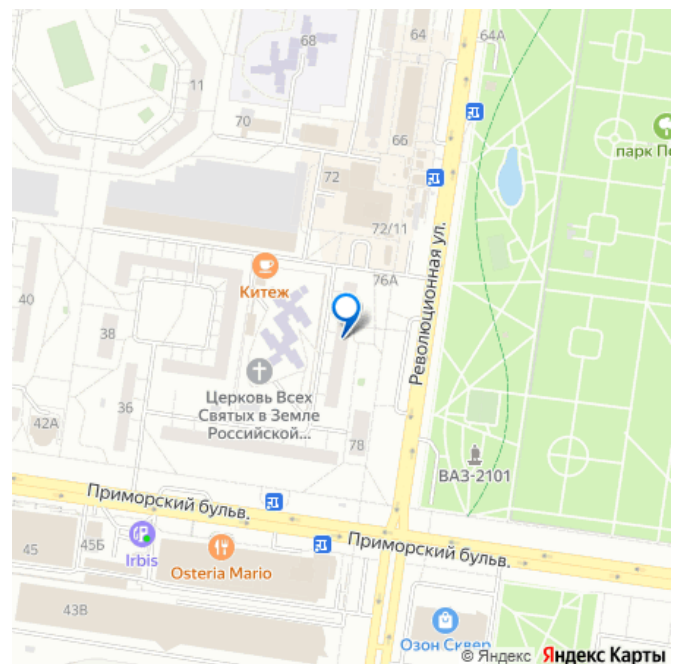 68
64
64А
11
70
66
парк По
72
72/11
Революционная ул.
Китеж
76А
40
38
Церковь Всех
Святых в Земле
Российской...
36
42А
78
ВАЗ-2101
Приморский бульв.
45
45Б
Irbis
Osteria Mario
Приморский бульв.
43В
Озон Сквер
© Яндекс Яндекс Карты